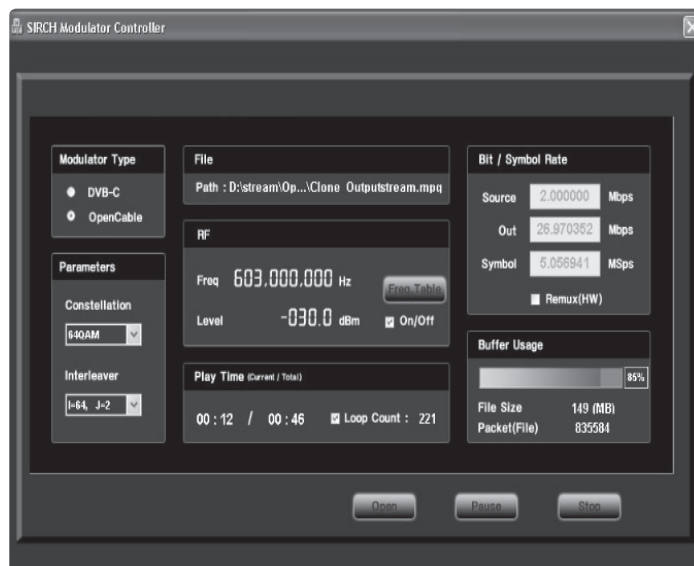 SIRCH Modulator Controller
Modulator Type
DVB-C
OpenCable
Parameters
Constellation
64QAM
Interleaver
I=64, J=2
File
Path : D:\stream\Op...\Clone Outputstream.mpq
RF
Freq 603,000,000 Hz
Freq Table
Level -030.0 dBm
On/Off
Play Time (Current / Total)
00 : 12 / 00 : 46
Loop Count : 221
Bit / Symbol Rate
Source 2.000000 Mbps
Out 26.970352 Mbps
Symbol 5.056941 MSps
Remux(HW)
Buffer Usage
85%
File Size 149 (MB)
Packet(File) 835584
Open Pause Stop